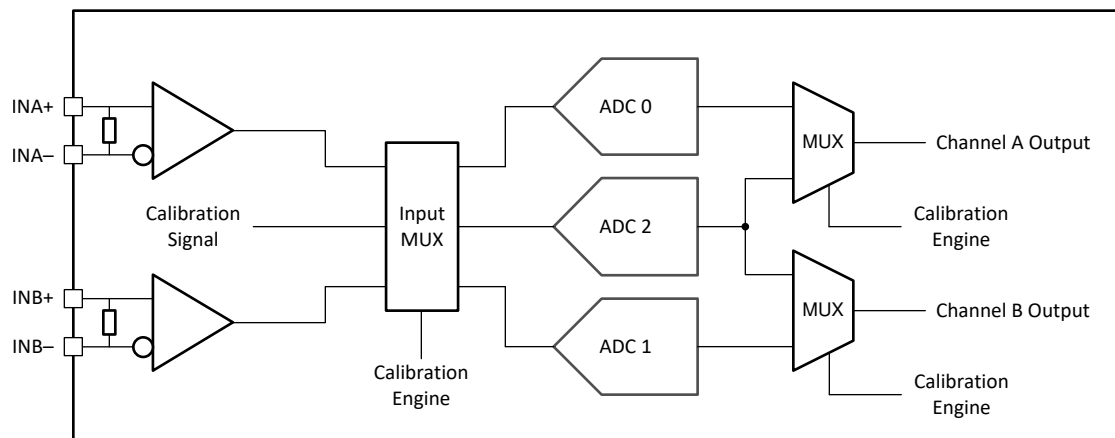 INA+
INA–
ADC 0
MUX
Channel A Output
Calibration
Signal
Input
MUX
ADC 2
Calibration
Engine
INB+
INB–
ADC 1
MUX
Channel B Output
Calibration
Engine
Calibration
Engine